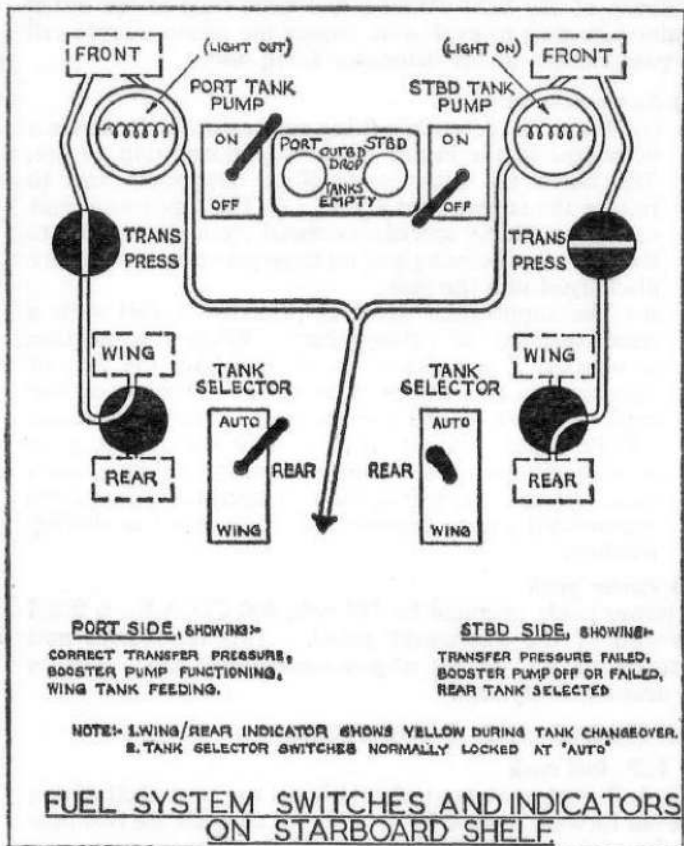 FRONT
(LIGHT OUT)
(LIGHT ON)
FRONT
PORT TANK
PUMP
STBD TANK
PUMP
ON
OFF
PORT
STBD
OUTB'D
DROP
TANKS
EMPTY
ON
OFF
TRANS
PRESS
TRANS
PRESS
WING
REAR
TANK
SELECTOR
AUTO
REAR
WING
TANK
SELECTOR
AUTO
REAR
WING
WING
REAR
PORT SIDE, SHOWING:-
CORRECT TRANSFER PRESSURE,
BOOSTER PUMP FUNCTIONING,
WING TANK FEEDING.
STBD SIDE, SHOWING:-
TRANSFER PRESSURE FAILED,
BOOSTER PUMP OFF OR FAILED,
REAR TANK SELECTED
NOTE:- 1. WING/REAR INDICATOR SHOWS YELLOW DURING TANK CHANGEOVER.
2. TANK SELECTOR SWITCHES NORMALLY LOCKED AT "AUTO"
FUEL SYSTEM SWITCHES AND INDICATORS
ON STARBOARD SHELF.